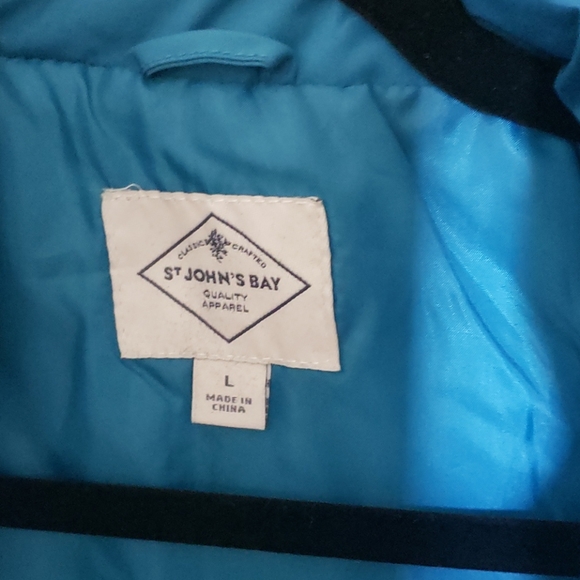 CLASSIC CRAFTED
ST JOHN'S BAY
QUALITY
APPAREL
L
MADE IN
CHINA